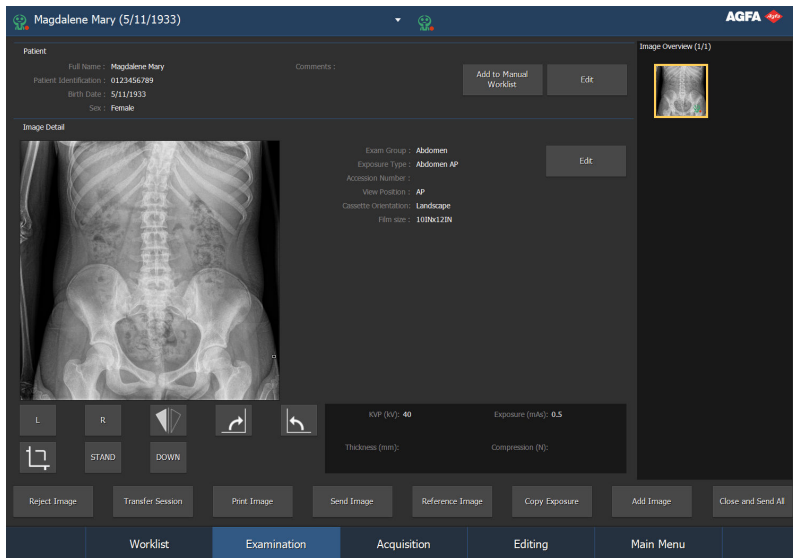 Magdalene Mary (5/11/1933)
AGFA
Agfa
Patient
Full Name : Magdalene Mary
Comments :
Patient Identification : 0123456789
Birth Date : 5/11/1933
Sex : Female
Add to Manual
Worklist
Edit
Image Overview (1/1)
Image Detail
Exam Group : Abdomen
Exposure Type : Abdomen AP
Accession Number :
View Position : AP
Cassette Orientation: Landscape
Film size : 10INx12IN
Edit
L
R
STAND
DOWN
KVP (kV): 40
Exposure (mAs): 0.5
Thickness (mm):
Compression (N):
Reject Image
Transfer Session
Print Image
Send Image
Reference Image
Copy Exposure
Add Image
Close and Send All
Worklist
Examination
Acquisition
Editing
Main Menu